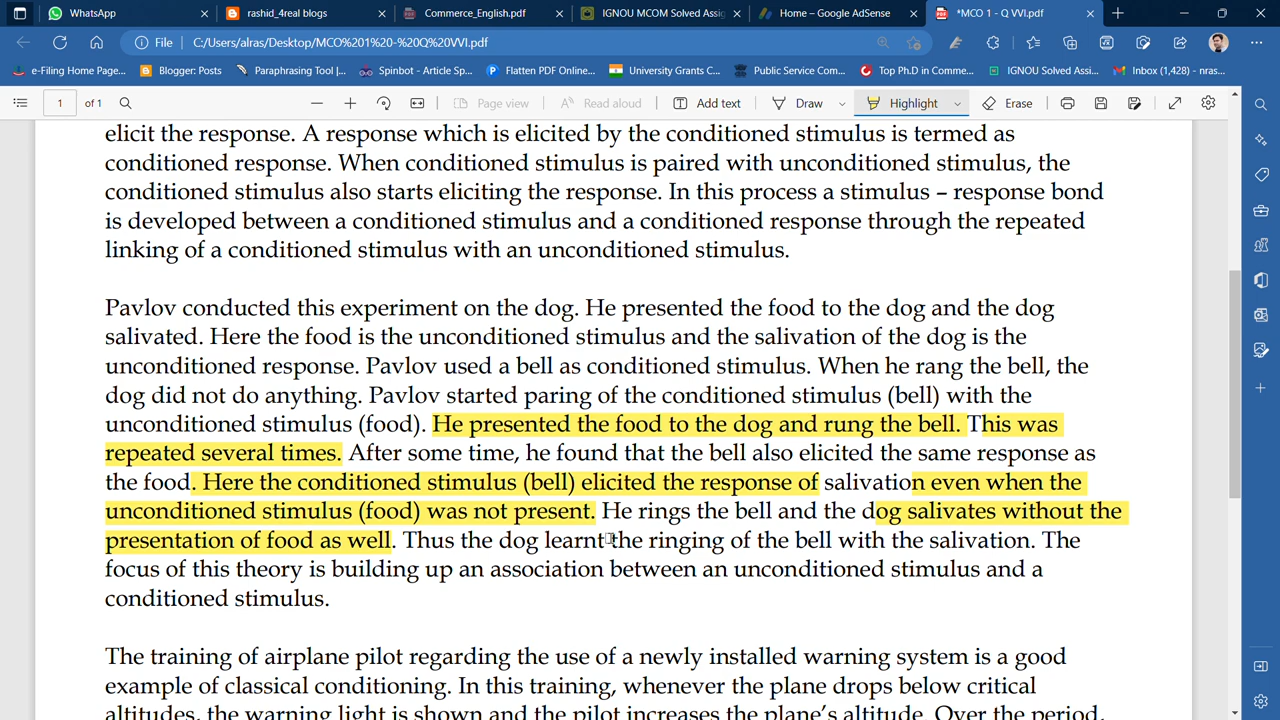 WhatsApp
rashid_4real blogs
Commerce_English.pdf
IGNOU MCOM Solved Assig
Home – Google AdSense
*MCO 1 - Q VVI.pdf
File
C:/Users/alras/Desktop/MCO%201%20-%20Q%20VVI.pdf
e-Filing Home Page...
Blogger: Posts
Paraphrasing Tool |...
Spinbot - Article Sp...
Flatten PDF Online...
University Grants C...
Public Service Com...
Top Ph.D in Comme...
IGNOU Solved Assi...
Inbox (1,428) - nras...
1
of 1
Page view
Read aloud
Add text
Draw
Highlight
Erase
elicit the response. A response which is elicited by the conditioned stimulus is termed as
conditioned response. When conditioned stimulus is paired with unconditioned stimulus, the
conditioned stimulus also starts eliciting the response. In this process a stimulus – response bond
is developed between a conditioned stimulus and a conditioned response through the repeated
linking of a conditioned stimulus with an unconditioned stimulus.
Pavlov conducted this experiment on the dog. He presented the food to the dog and the dog
salivated. Here the food is the unconditioned stimulus and the salivation of the dog is the
unconditioned response. Pavlov used a bell as conditioned stimulus. When he rang the bell, the
dog did not do anything. Pavlov started paring of the conditioned stimulus (bell) with the
unconditioned stimulus (food). He presented the food to the dog and rung the bell. This was
repeated several times. After some time, he found that the bell also elicited the same response as
the food. Here the conditioned stimulus (bell) elicited the response of salivation even when the
unconditioned stimulus (food) was not present. He rings the bell and the dog salivates without the
presentation of food as well. Thus the dog learnt the ringing of the bell with the salivation. The
focus of this theory is building up an association between an unconditioned stimulus and a
conditioned stimulus.
The training of airplane pilot regarding the use of a newly installed warning system is a good
example of classical conditioning. In this training, whenever the plane drops below critical
altitudes, the warning light is shown and the pilot increases the plane's altitude. Over the period,